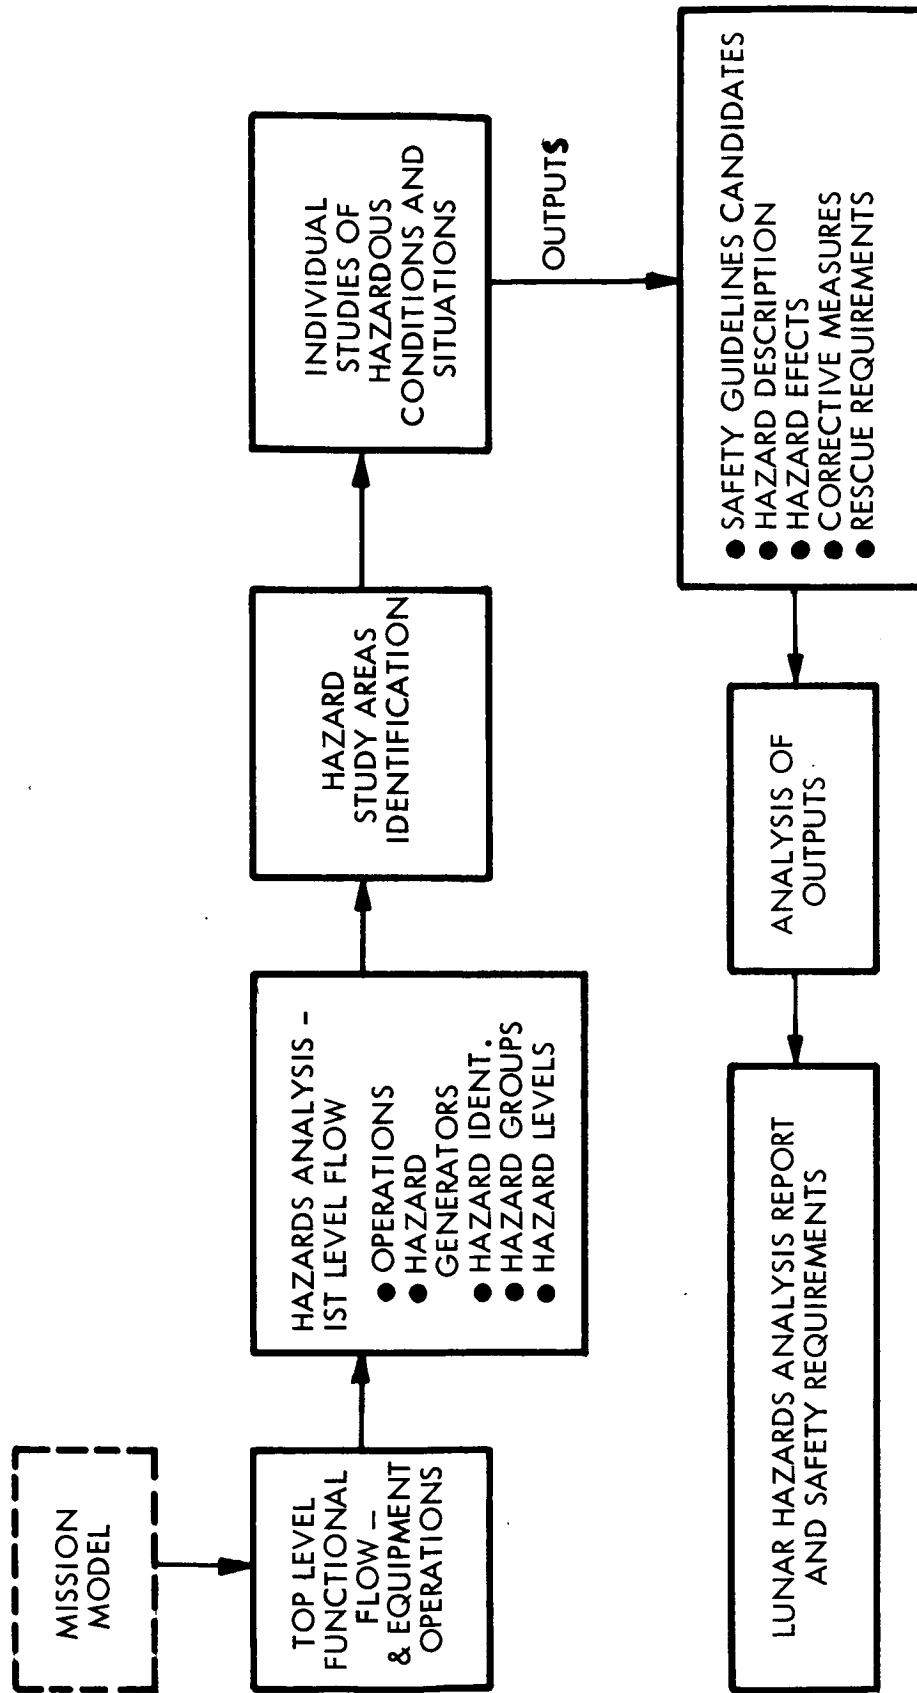 MISSION
MODEL
TOP LEVEL
FUNCTIONAL
FLOW –
& EQUIPMENT
OPERATIONS
HAZARDS ANALYSIS –
IST LEVEL FLOW
● OPERATIONS
● HAZARD
GENERATORS
● HAZARD IDENT.
● HAZARD GROUPS
● HAZARD LEVELS
HAZARD
STUDY AREAS
IDENTIFICATION
INDIVIDUAL
STUDIES OF
HAZARDOUS
CONDITIONS AND
SITUATIONS
OUTPUTS
● SAFETY GUIDELINES CANDIDATES
● HAZARD DESCRIPTION
● HAZARD EFECTS
● CORRECTIVE MEASURES
● RESCUE REQUIREMENTS
ANALYSIS OF
OUTPUTS
LUNAR HAZARDS ANALYSIS REPORT
AND SAFETY REQUIREMENTS